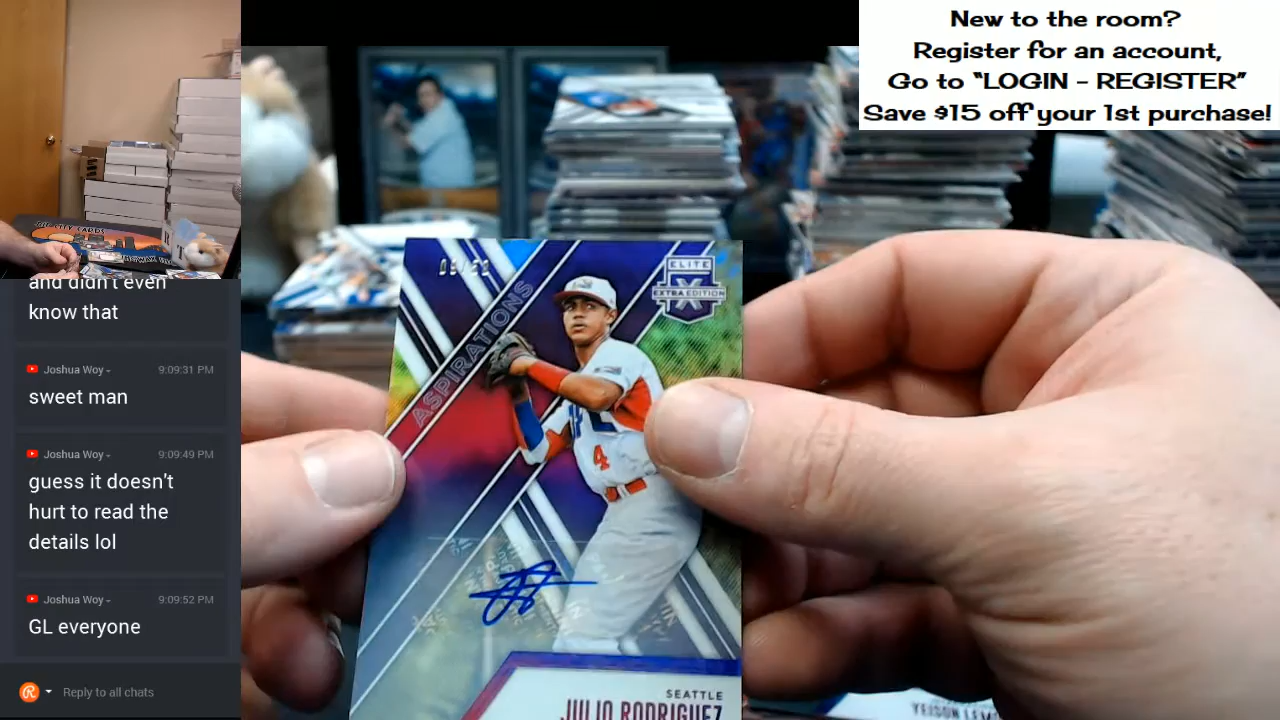 New to the room?
Register for an account,
Go to “LOGIN - REGISTER”
Save $15 off your 1st purchase!
and didn't even
know that
Joshua Woy
9:09:31 PM
sweet man
Joshua Woy
9:09:49 PM
guess it doesn't
hurt to read the
details lol
Joshua Woy
9:09:52 PM
GL everyone
Reply to all chats
ELITE
EXTRA EDITION
ASPIRATIONS
4
SEATTLE
JULIO RODRIGUEZ